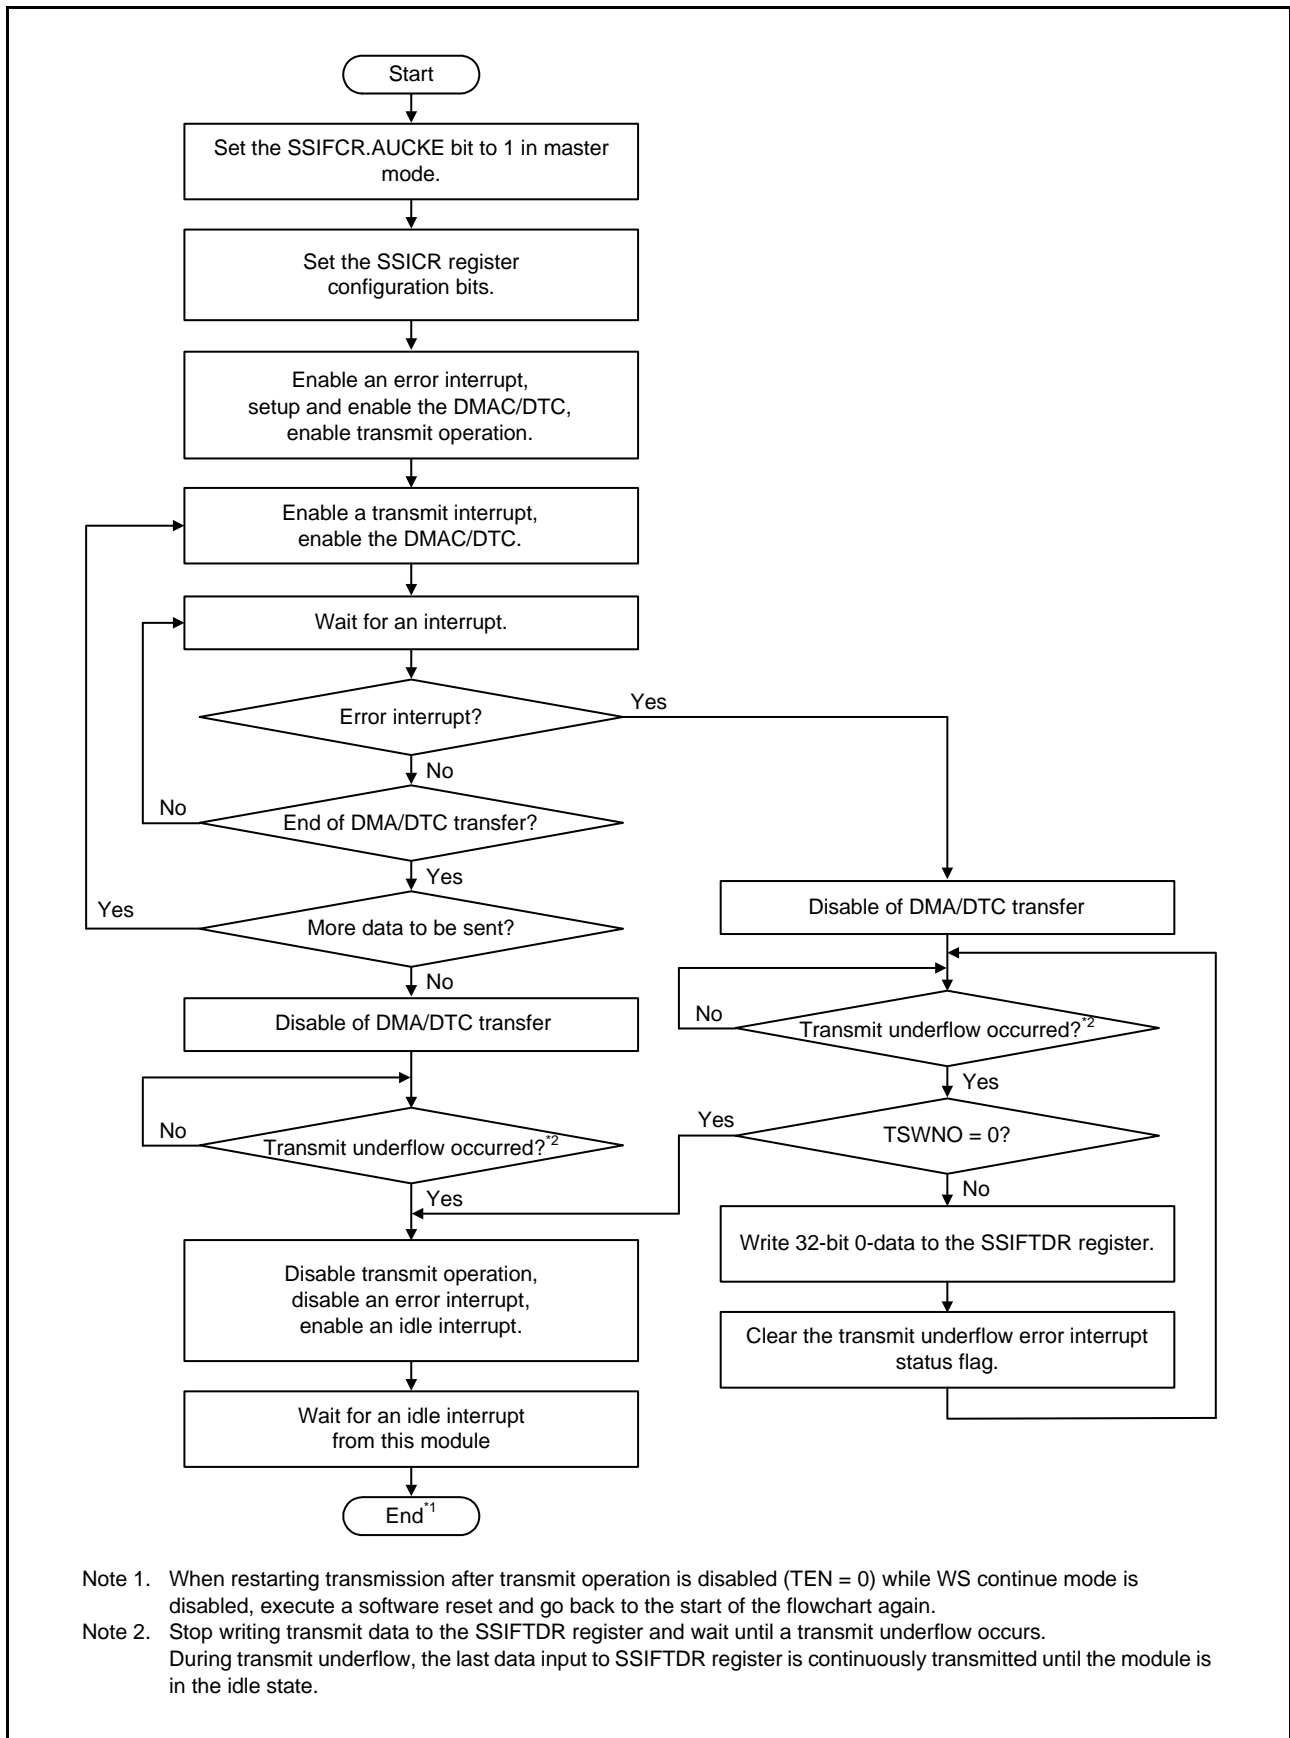 Start
Set the SSIFCR.AUCKE bit to 1 in master
mode.
Set the SSICR register
configuration bits.
Enable an error interrupt,
setup and enable the DMAC/DTC,
enable transmit operation.
Enable a transmit interrupt,
enable the DMAC/DTC.
Wait for an interrupt.
Error interrupt?
Yes
No
End of DMA/DTC transfer?
No
Yes
More data to be sent?
Yes
No
Disable of DMA/DTC transfer
Transmit underflow occurred?*2
No
Yes
Disable transmit operation,
disable an error interrupt,
enable an idle interrupt.
Wait for an idle interrupt
from this module
End*1
Disable of DMA/DTC transfer
Transmit underflow occurred?*2
No
Yes
TSWNO = 0?
Yes
No
Write 32-bit 0-data to the SSIFTDR register.
Clear the transmit underflow error interrupt
status flag.
Note 1. When restarting transmission after transmit operation is disabled (TEN = 0) while WS continue mode is
disabled, execute a software reset and go back to the start of the flowchart again.
Note 2. Stop writing transmit data to the SSIFTDR register and wait until a transmit underflow occurs.
During transmit underflow, the last data input to SSIFTDR register is continuously transmitted until the module is
in the idle state.